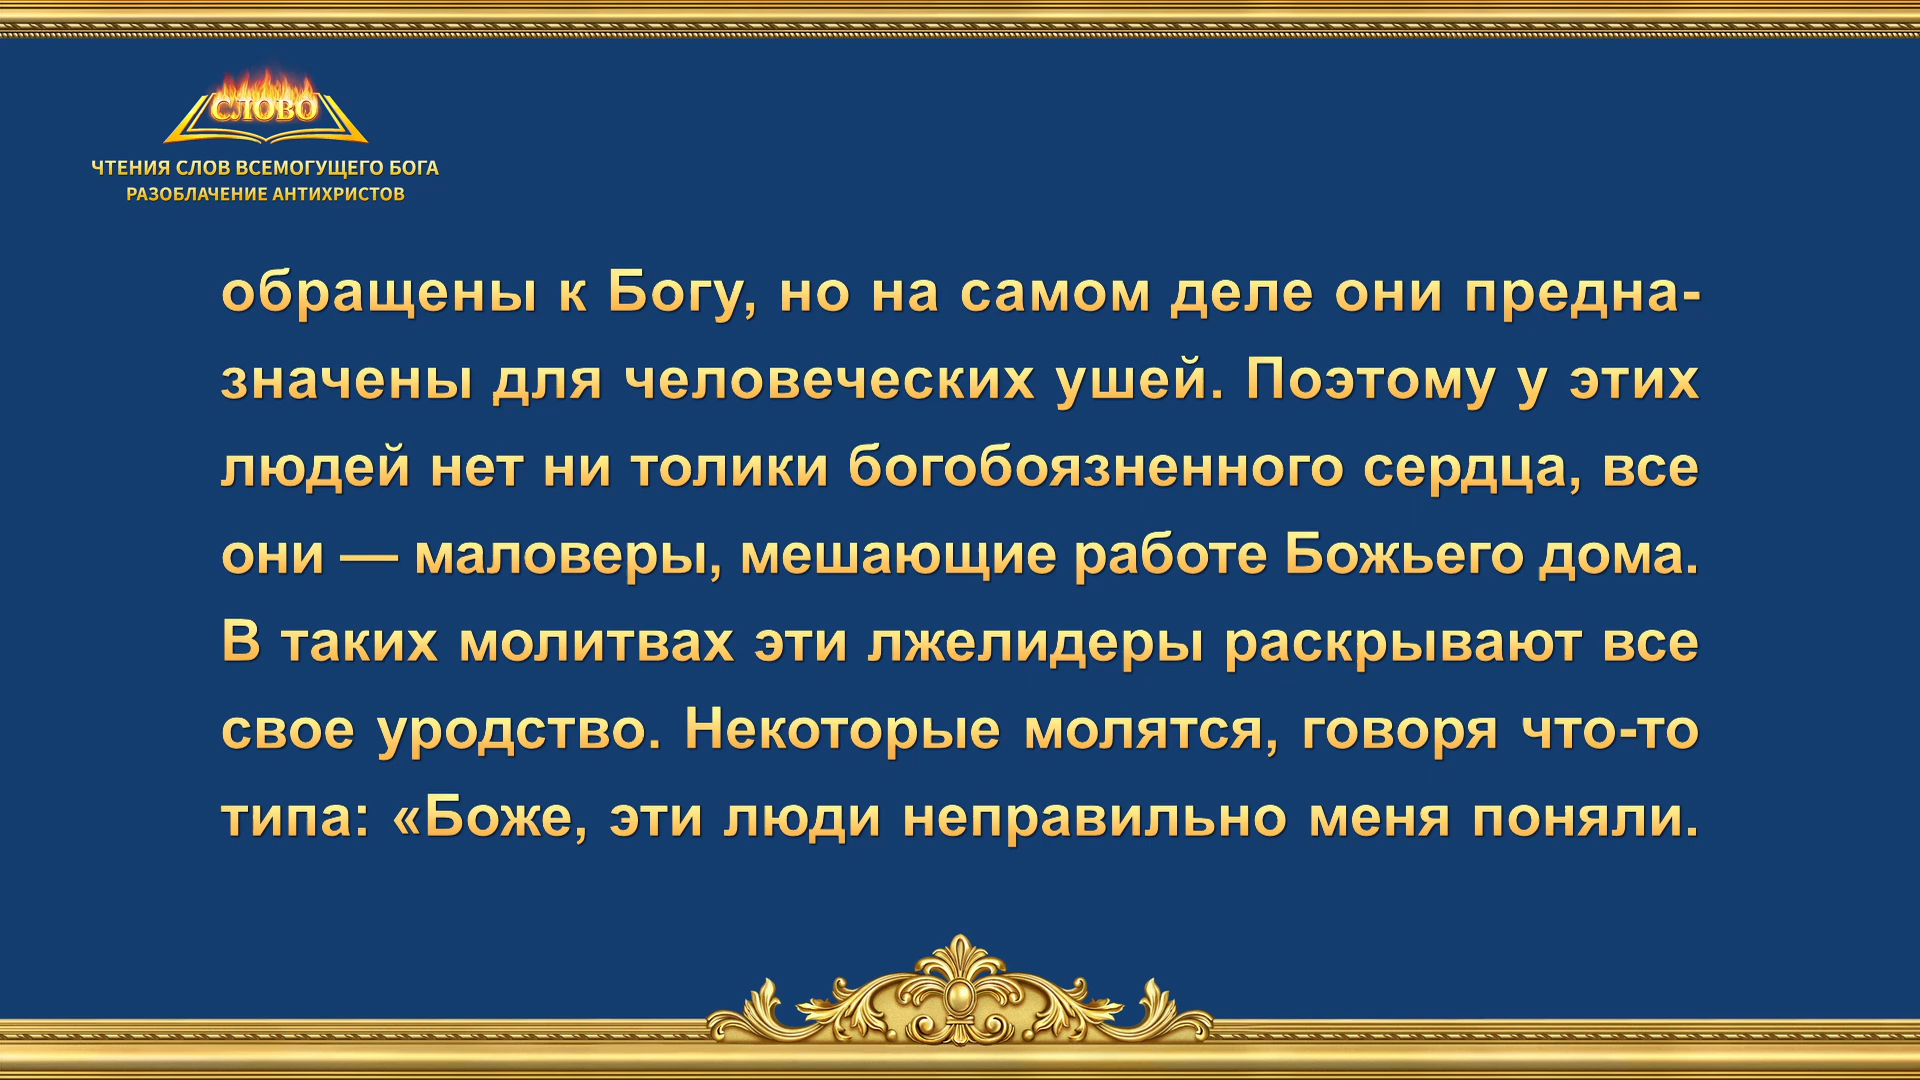 СЛОВО
ЧТЕНИЯ СЛОВ ВСЕМОГУЩЕГО БОГА
РАЗОБЛАЧЕНИЕ АНТИХРИСТОВ
обращены к Богу, но на самом деле они предна-
значены для человеческих ушей. Поэтому у этих
людей нет ни толики богобоязненного сердца, все
они — маловеры, мешающие работе Божьего дома.
В таких молитвах эти лжелидеры раскрывают все
свое уродство. Некоторые молятся, говоря что-то
типа: «Боже, эти люди неправильно меня поняли.